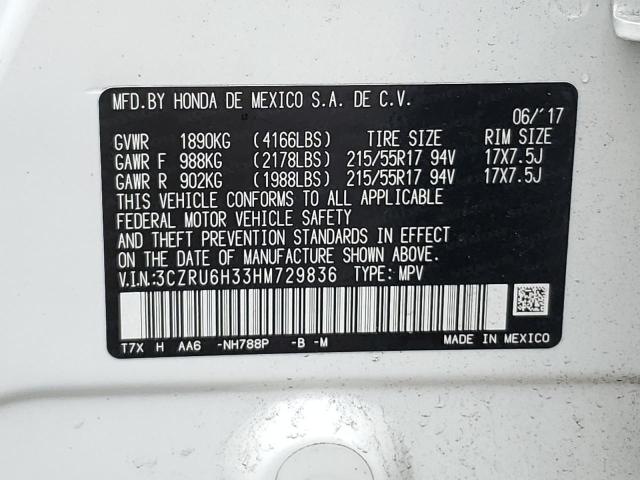 MFD.BY HONDA DE MEXICO S.A. DE C.V.
06/'17
GVWR 1890KG (4166LBS) TIRE SIZE RIM SIZE
GAWR F 988KG (2178LBS) 215/55R17 94V 17X7.5J
GAWR R 902KG (1988LBS) 215/55R17 94V 17X7.5J
THIS VEHICLE CONFORMS TO ALL APPLICABLE
FEDERAL MOTOR VEHICLE SAFETY
AND THEFT PREVENTION STANDARDS IN EFFECT
ON THE DATE OF MANUFACTURE SHOWN ABOVE.
V.I.N.:3CZRU6H33HM729836 TYPE: MPV
T7X H AA6 -NH788P -B -M
MADE IN MEXICO